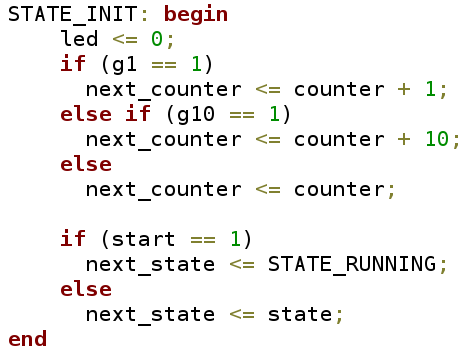 STATE_INIT: begin
    led <= 0;
    if (g1 == 1)
      next_counter <= counter + 1;
    else if (g10 == 1)
      next_counter <= counter + 10;
    else
      next_counter <= counter;

    if (start == 1)
      next_state <= STATE_RUNNING;
    else
      next_state <= state;
end